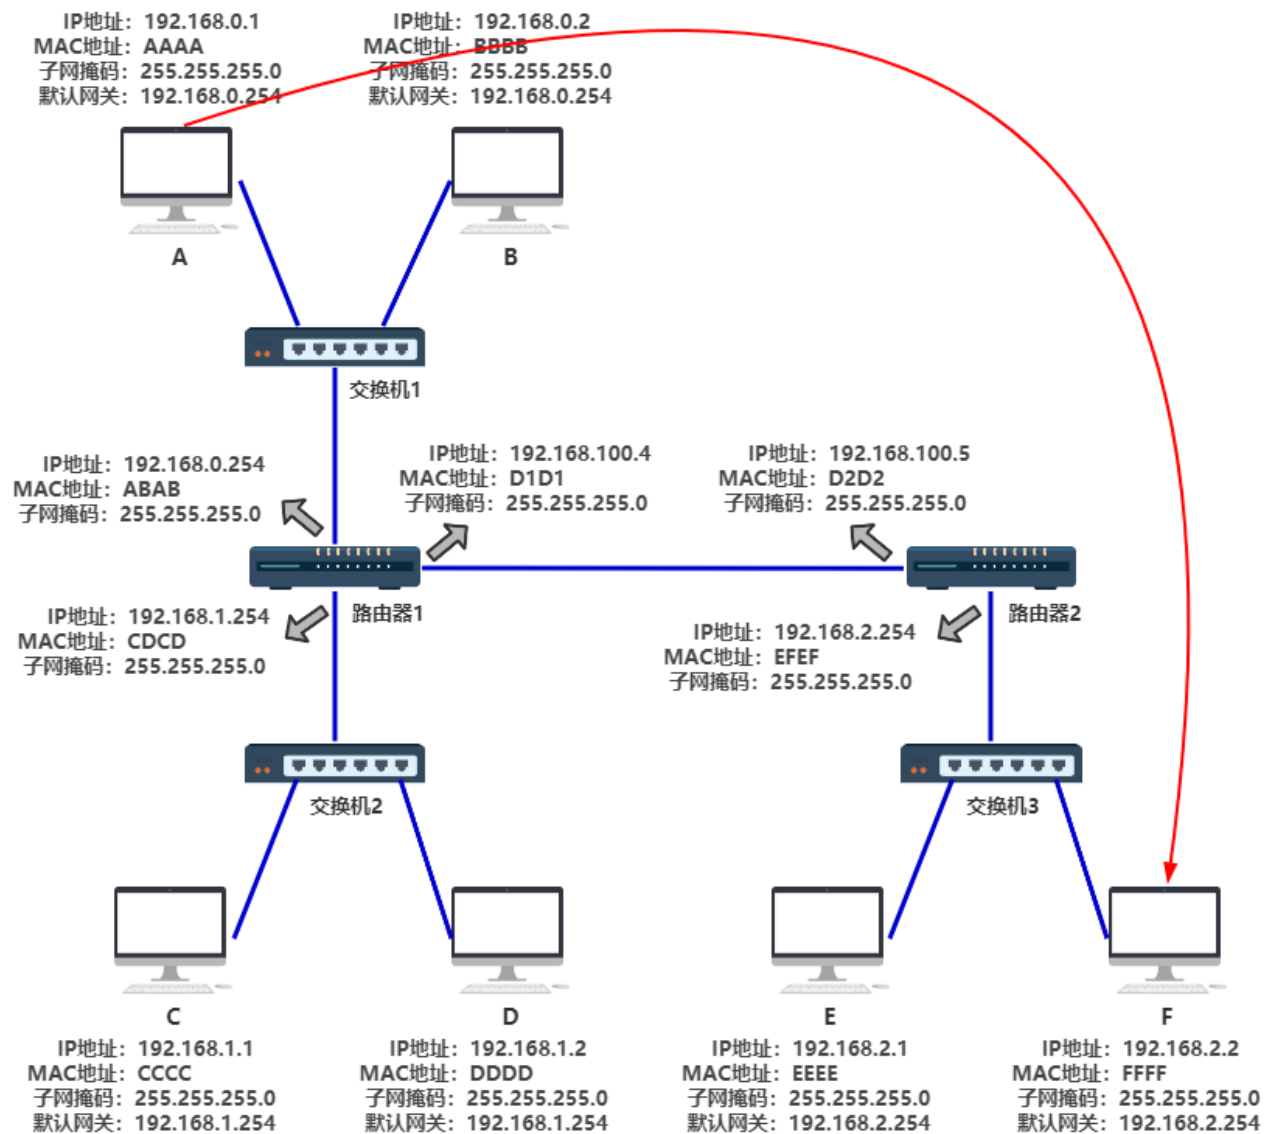 IP地址：192.168.0.1
MAC地址：AAAA
子网掩码：255.255.255.0
默认网关：192.168.0.254
IP地址：192.168.0.2
MAC地址：BBBB
子网掩码：255.255.255.0
默认网关：192.168.0.254
A
B
交换机1
IP地址：192.168.0.254
MAC地址：ABAB
子网掩码：255.255.255.0
IP地址：192.168.100.4
MAC地址：D1D1
子网掩码：255.255.255.0
IP地址：192.168.100.5
MAC地址：D2D2
子网掩码：255.255.255.0
路由器1
路由器2
IP地址：192.168.1.254
MAC地址：CDCD
子网掩码：255.255.255.0
IP地址：192.168.2.254
MAC地址：EFEF
子网掩码：255.255.255.0
交换机2
交换机3
C
D
E
F
IP地址：192.168.1.1
MAC地址：CCCC
子网掩码：255.255.255.0
默认网关：192.168.1.254
IP地址：192.168.1.2
MAC地址：DDDD
子网掩码：255.255.255.0
默认网关：192.168.1.254
IP地址：192.168.2.1
MAC地址：EEEE
子网掩码：255.255.255.0
默认网关：192.168.2.254
IP地址：192.168.2.2
MAC地址：FFFF
子网掩码：255.255.255.0
默认网关：192.168.2.254